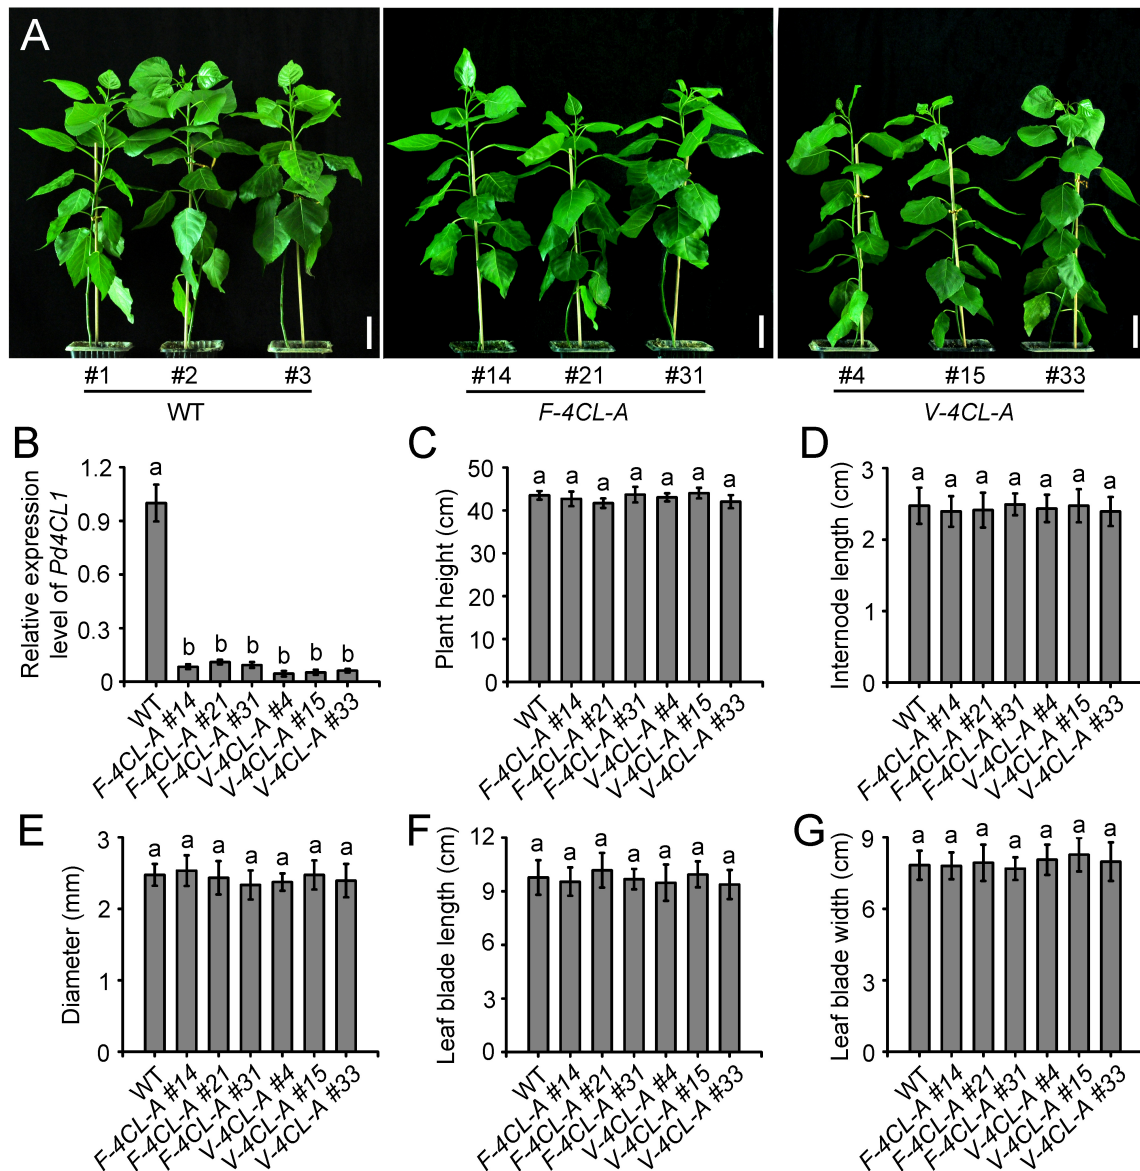 A
#1 #2 #3 #14 #21 #31 #4 #15 #33
WT F-4CL-A V-4CL-A
B
Relative expression
level of Pd4CL1
1.2
0.9
0.6
0.3
0
a b b b b b b
WT F-4CL-A #14 F-4CL-A #21 F-4CL-A #31 V-4CL-A #4 V-4CL-A #15 V-4CL-A #33
C
Plant height (cm)
50
40
30
20
10
0
a a a a a a a
WT F-4CL-A #14 F-4CL-A #21 F-4CL-A #31 V-4CL-A #4 V-4CL-A #15 V-4CL-A #33
D
Internode length (cm)
3
2
1
0
a a a a a a a
WT F-4CL-A #14 F-4CL-A #21 F-4CL-A #31 V-4CL-A #4 V-4CL-A #15 V-4CL-A #33
E
Diameter (mm)
3
2
1
0
a a a a a a a
WT F-4CL-A #14 F-4CL-A #21 F-4CL-A #31 V-4CL-A #4 V-4CL-A #15 V-4CL-A #33
F
Leaf blade length (cm)
12
9
6
3
0
a a a a a a a
WT F-4CL-A #14 F-4CL-A #21 F-4CL-A #31 V-4CL-A #4 V-4CL-A #15 V-4CL-A #33
G
Leaf blade width (cm)
9
6
3
0
a a a a a a a
WT F-4CL-A #14 F-4CL-A #21 F-4CL-A #31 V-4CL-A #4 V-4CL-A #15 V-4CL-A #33